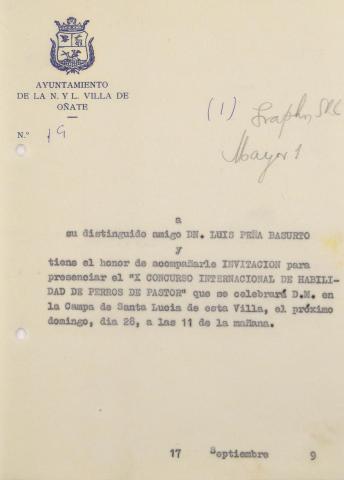 AYUNTAMIENTO
DE LA N. Y L. VILLA DE
OÑATE
N.° 19
(1)
Mayor 1
a
su distinguido amigo DN. LUIS PEÑA BASURTO
y
tiene el honor de acompañarle INVITACION para
presenciar el "X CONCURSO INTERNACIONAL DE HABILI-
DAD DE PERROS DE PASTOR" que se celebrará D.M. en
la Campa de Santa Lucia de esta Villa, el próximo
domingo, dia 28, a las 11 de la mañana.
17 Septiembre 9